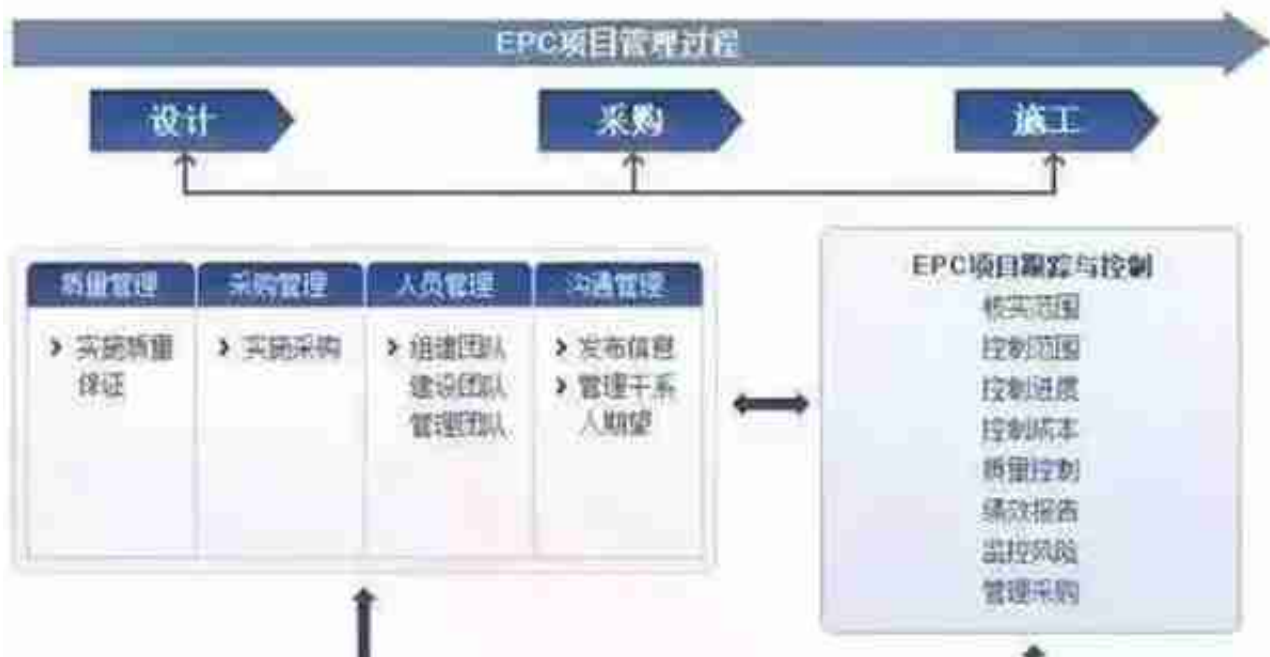 EPC项目管理过程
设计
采购
施工
质量管理
采购管理
人员管理
沟通管理
> 实施质量
保证
> 实施采购
> 组建团队
建设团队
管理团队
> 发布信息
> 管理干系
人期望
EPC项目跟踪与控制
核实范围
控制范围
控制进度
控制成本
质量控制
绩效报告
监控风险
管理采购